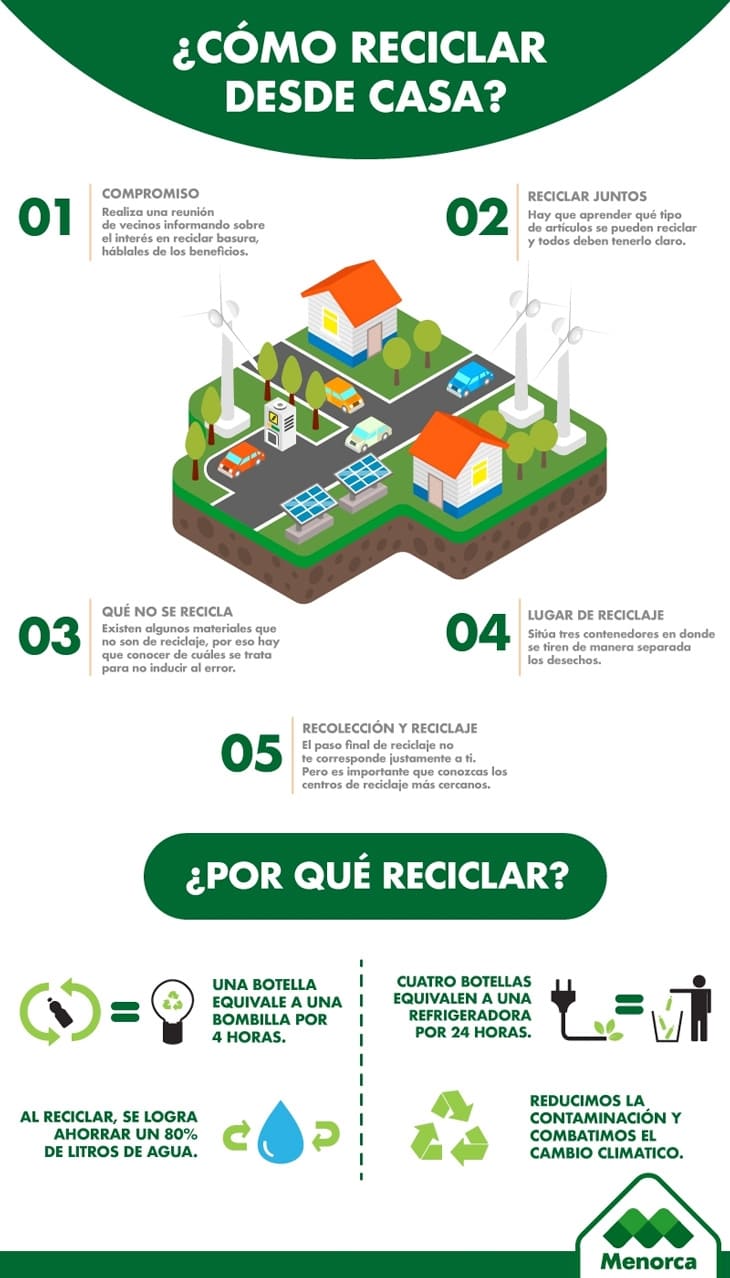 ¿CÓMO RECICLAR
DESDE CASA?
01
COMPROMISO
Realiza una reunión
de vecinos informando sobre
el interés en reciclar basura,
háblales de los beneficios.
02
RECICLAR JUNTOS
Hay que aprender qué tipo
de artículos se pueden reciclar
y todos deben tenerlo claro.
03
QUÉ NO SE RECICLA
Existen algunos materiales que
no son de reciclaje, por eso hay
que conocer de cuáles se trata
para no inducir al error.
04
LUGAR DE RECICLAJE
Sitúa tres contenedores en donde
se tiren de manera separada
los desechos.
05
RECOLECCIÓN Y RECICLAJE
El paso final de reciclaje no
te corresponde justamente a ti.
Pero es importante que conozcas los
centros de reciclaje más cercanos.
¿POR QUÉ RECICLAR?
UNA BOTELLA
EQUIVALE A UNA
BOMBILLA POR
4 HORAS.
CUATRO BOTELLAS
EQUIVALEN A UNA
REFRIGERADORA
POR 24 HORAS.
AL RECICLAR, SE LOGRA
AHORRAR UN 80%
DE LITROS DE AGUA.
REDUCIMOS LA
CONTAMINACIÓN Y
COMBATIMOS EL
CAMBIO CLIMATICO.
Menorca